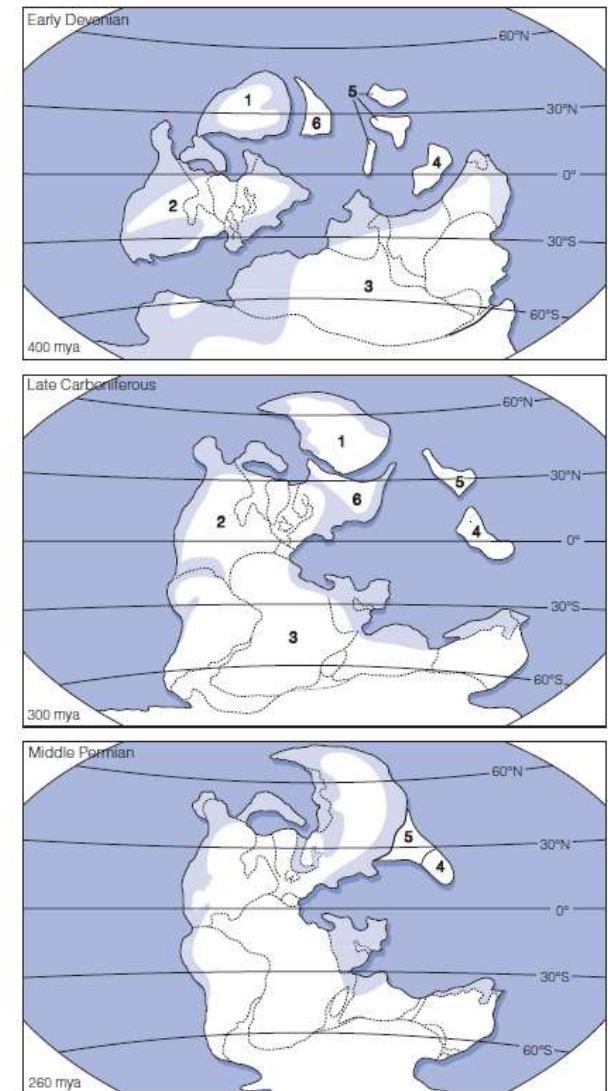 Early Devonian
60°N
1
5
30°N
6
4
0°
2
30°S
3
60°S
400 mya
Late Carboniferous
60°N
1
30°N
5
6
2
4
0°
30°S
3
60°S
300 mya
Middle Permian
60°N
5
30°N
4
0°
30°S
60°S
260 mya